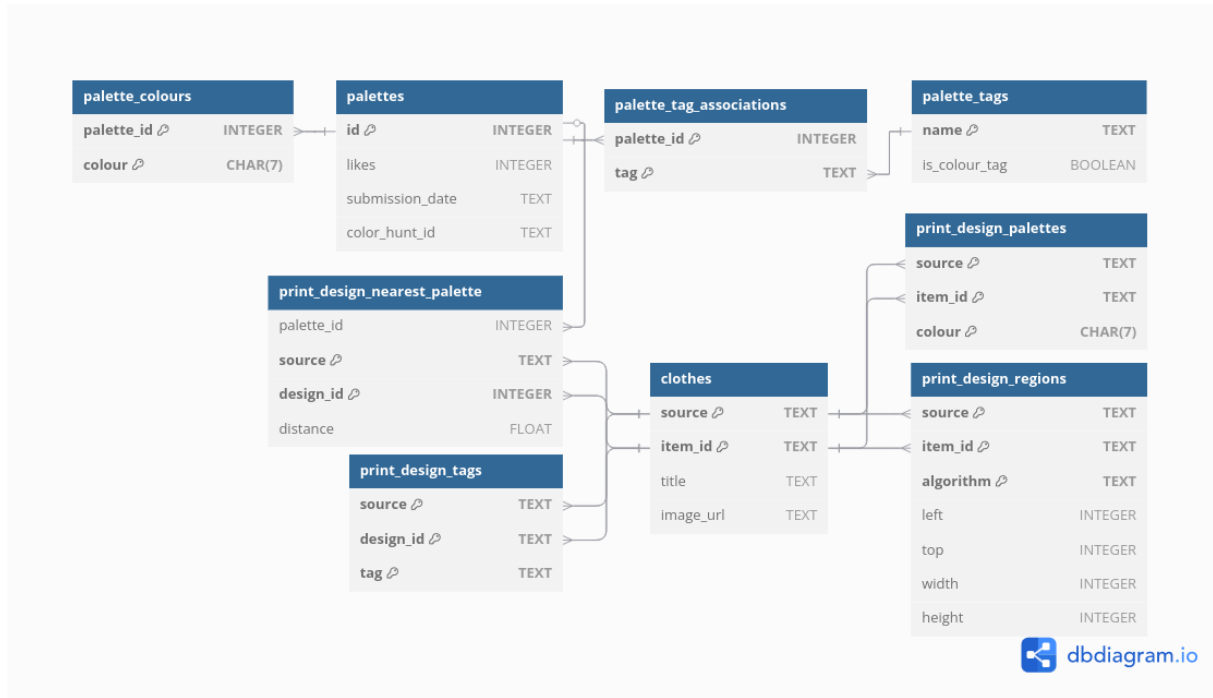 palette_colours
palette_id INTEGER
colour CHAR(7)
palettes
id INTEGER
likes INTEGER
submission_date TEXT
color_hunt_id TEXT
palette_tag_associations
palette_id INTEGER
tag TEXT
palette_tags
name TEXT
is_colour_tag BOOLEAN
print_design_palettes
source TEXT
item_id TEXT
colour CHAR(7)
print_design_nearest_palette
palette_id INTEGER
source TEXT
design_id INTEGER
distance FLOAT
clothes
source TEXT
item_id TEXT
title TEXT
image_url TEXT
print_design_regions
source TEXT
item_id TEXT
algorithm TEXT
left INTEGER
top INTEGER
width INTEGER
height INTEGER
print_design_tags
source TEXT
design_id TEXT
tag TEXT
dbdiagram.io